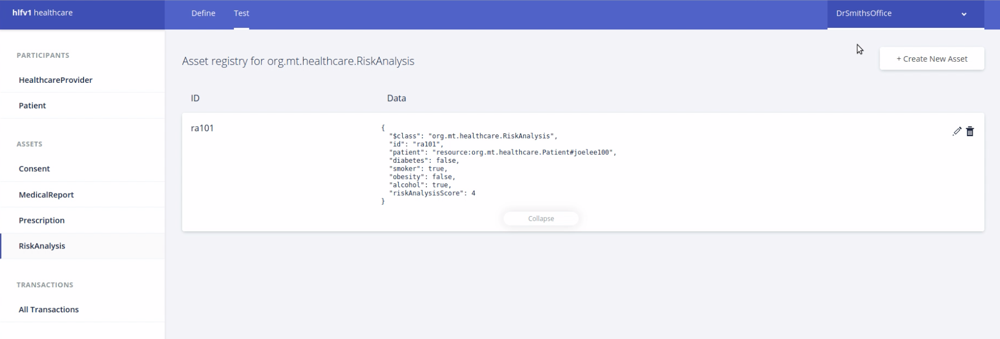 hlfv1 healthcare
Define
Test
DrSmithsOffice
PARTICIPANTS
HealthcareProvider
Patient
ASSETS
Consent
MedicalReport
Prescription
RiskAnalysis
TRANSACTIONS
All Transactions
Asset registry for org.mt.healthcare.RiskAnalysis
+ Create New Asset
ID
Data
ra101
{
"$class": "org.mt.healthcare.RiskAnalysis",
"id": "ra101",
"patient": "resource:org.mt.healthcare.Patient#joelee100",
"diabetes": false,
"smoker": true,
"obesity": false,
"alcohol": true,
"riskAnalysisScore": 4
}
Collapse